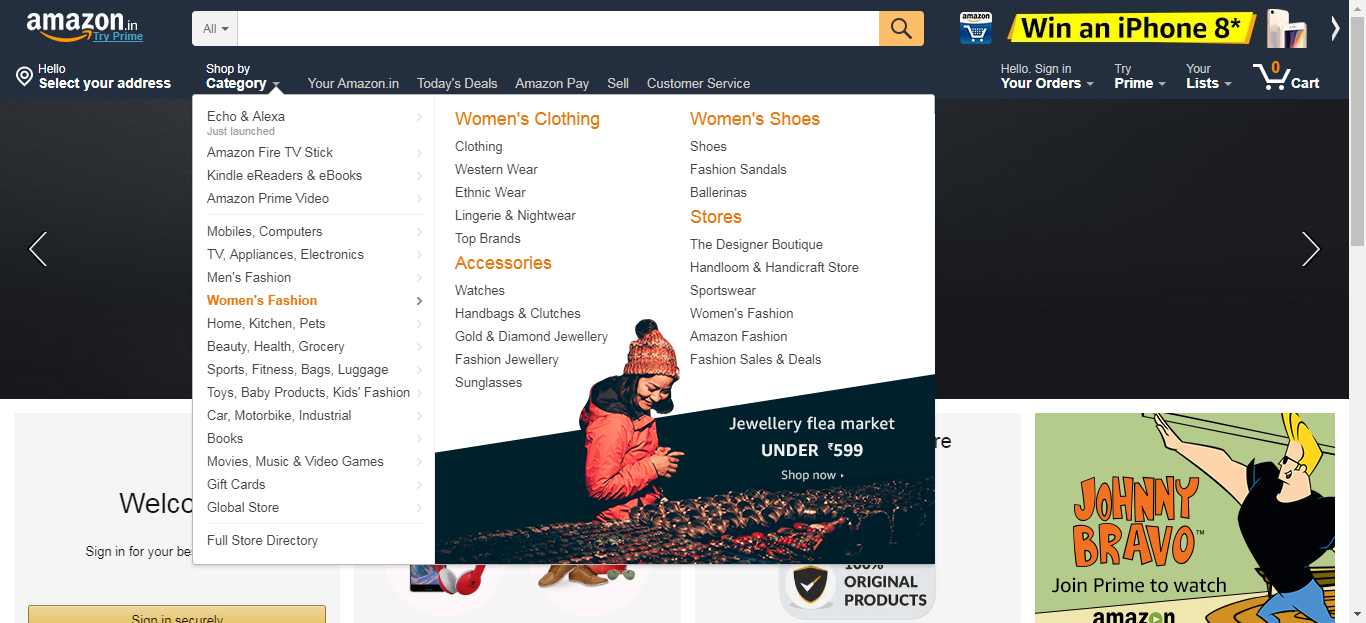 amazon.in
Try Prime
All
amazon
Win an iPhone 8*
Hello
Select your address
Shop by
Category
Your Amazon.in
Today's Deals
Amazon Pay
Sell
Customer Service
Hello. Sign in
Your Orders
Try
Prime
Your
Lists
0
Cart
Echo & Alexa
Just launched
Amazon Fire TV Stick
Kindle eReaders & eBooks
Amazon Prime Video
Mobiles, Computers
TV, Appliances, Electronics
Men's Fashion
Women's Fashion
Home, Kitchen, Pets
Beauty, Health, Grocery
Sports, Fitness, Bags, Luggage
Toys, Baby Products, Kids' Fashion
Car, Motorbike, Industrial
Books
Movies, Music & Video Games
Gift Cards
Global Store
Full Store Directory
Women's Clothing
Clothing
Western Wear
Ethnic Wear
Lingerie & Nightwear
Top Brands
Accessories
Watches
Handbags & Clutches
Gold & Diamond Jewellery
Fashion Jewellery
Sunglasses
Women's Shoes
Shoes
Fashion Sandals
Ballerinas
Stores
The Designer Boutique
Handloom & Handicraft Store
Sportswear
Women's Fashion
Amazon Fashion
Fashion Sales & Deals
Jewellery flea market
UNDER ₹599
Shop now
Welco
Sign in for your be
Sign in securely
re
100%
ORIGINAL
PRODUCTS
JOHNNY
BRAVO™
Join Prime to watch
amazon